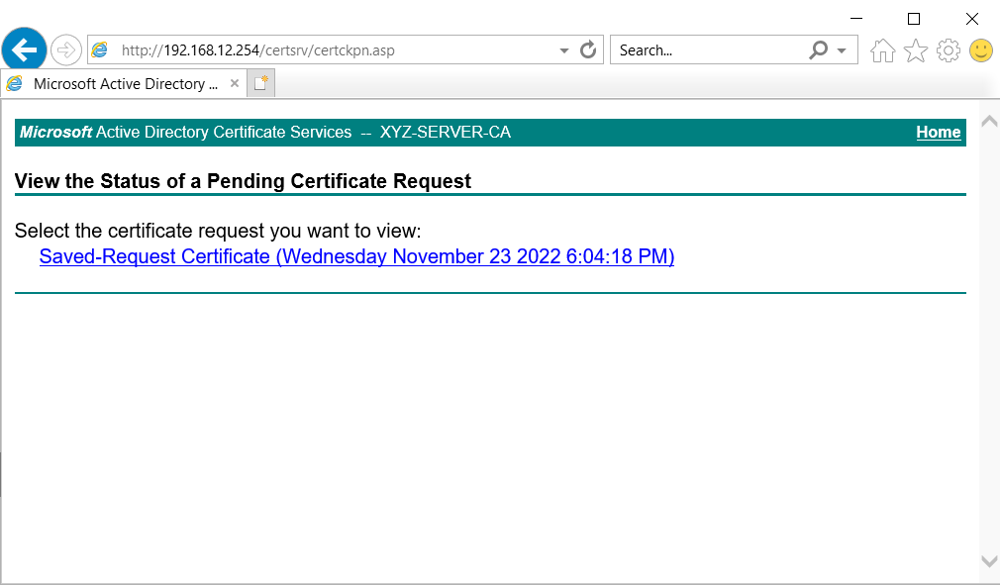 http://192.168.12.254/certsrv/certckpn.asp
Search...
Microsoft Active Directory ...
Microsoft Active Directory Certificate Services -- XYZ-SERVER-CA
Home
View the Status of a Pending Certificate Request
Select the certificate request you want to view:
Saved-Request Certificate (Wednesday November 23 2022 6:04:18 PM)